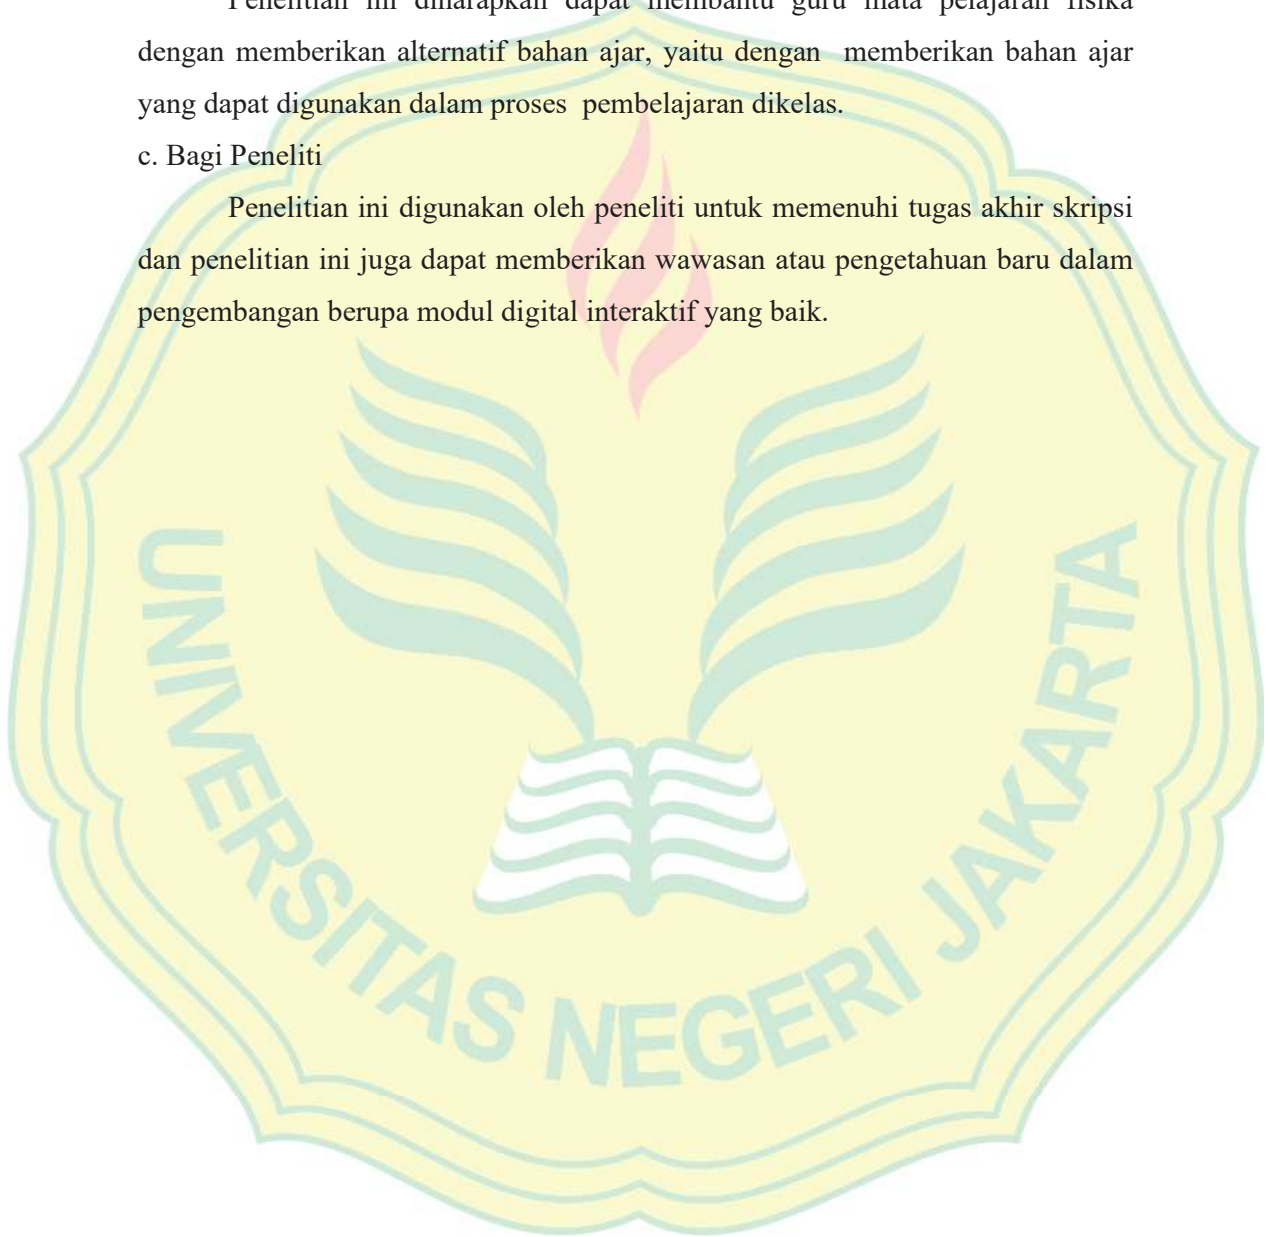 Penelitian ini diharapkan dapat membantu guru mata pelajaran fisika
dengan memberikan alternatif bahan ajar, yaitu dengan  memberikan bahan ajar
yang dapat digunakan dalam proses  pembelajaran dikelas.
c. Bagi Peneliti
Penelitian ini digunakan oleh peneliti untuk memenuhi tugas akhir skripsi
dan penelitian ini juga dapat memberikan wawasan atau pengetahuan baru dalam
pengembangan berupa modul digital interaktif yang baik.
UNIVERSITAS NEGERI JAKARTA